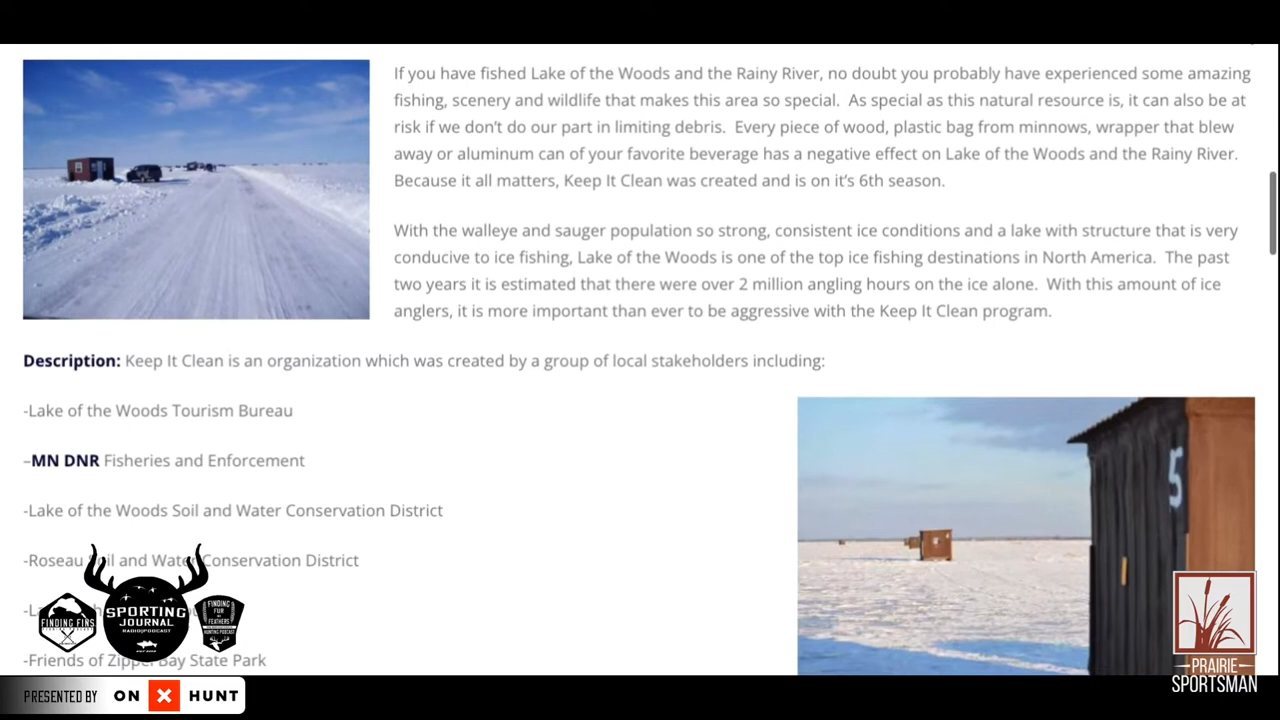 If you have fished Lake of the Woods and the Rainy River, no doubt you probably have experienced some amazing
fishing, scenery and wildlife that makes this area so special. As special as this natural resource is, it can also be at
risk if we don't do our part in limiting debris. Every piece of wood, plastic bag from minnows, wrapper that blew
away or aluminum can of your favorite beverage has a negative effect on Lake of the Woods and the Rainy River.
Because it all matters, Keep It Clean was created and is on it's 6th season.
With the walleye and sauger population so strong, consistent ice conditions and a lake with structure that is very
conducive to ice fishing, Lake of the Woods is one of the top ice fishing destinations in North America. The past
two years it is estimated that there were over 2 million angling hours on the ice alone. With this amount of ice
anglers, it is more important than ever to be aggressive with the Keep It Clean program.
Description: Keep It Clean is an organization which was created by a group of local stakeholders including:
-Lake of the Woods Tourism Bureau
–MN DNR Fisheries and Enforcement
-Lake of the Woods Soil and Water Conservation District
-Roseau Soil and Water Conservation District
-Friends of Zippel Bay State Park
5
FINDING FINS
SPORTING
JOURNAL
RADIO|PODCAST
FINDING
FUR
FEATHERS
HUNTING PODCAST
PRESENTED BY ON X HUNT
PRAIRIE
SPORTSMAN